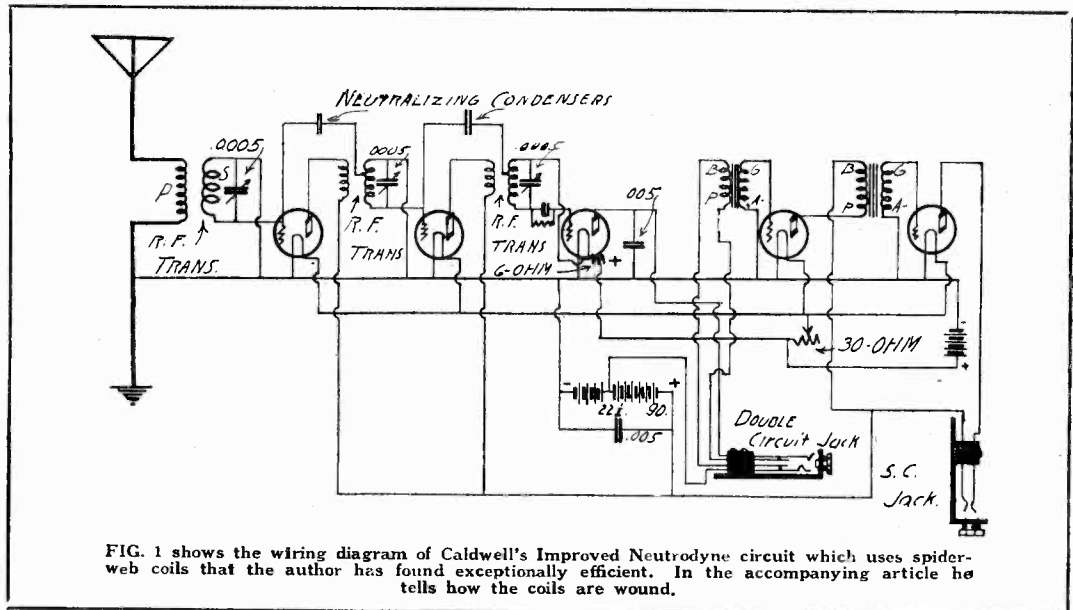 NEUTRALIZING CONDENSERS
.0005
.0005
.0005
P
S
R.F.
TRANS.
R.F.
TRANS
R.F.
TRANS
6-OHM
+
.005
B
P
G
A-
B
P
G
A-
30-OHM
-
+
-
+
22½
90.
.005
DOUBLE
Circuit Jack
S.C.
Jack.
FIG. 1 shows the wiring diagram of Caldwell's Improved Neutrodyne circuit which uses spider-
web coils that the author has found exceptionally efficient. In the accompanying article he
tells how the coils are wound.